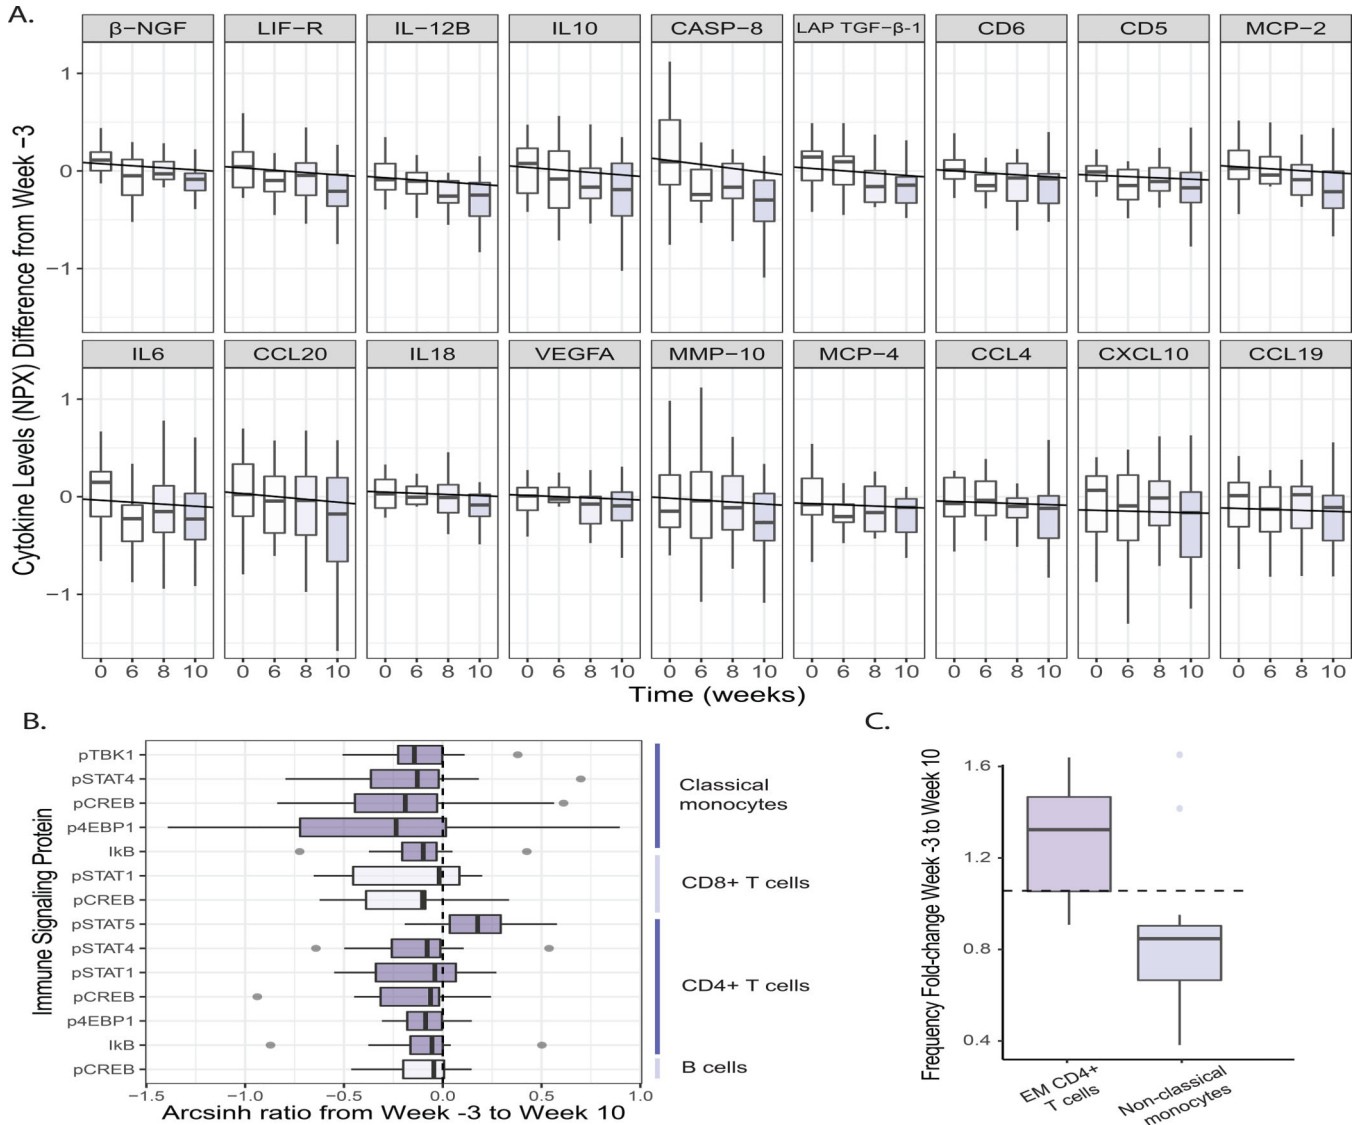 A.
β-NGF LIF-R IL-12B IL10 CASP-8 LAP TGF-β-1 CD6 CD5 MCP-2
1
0
−1
IL6 CCL20 IL18 VEGFA MMP-10 MCP-4 CCL4 CXCL10 CCL19
1
0
−1
Cytokine Levels (NPX) Difference from Week −3
0 6 8 10 0 6 8 10 0 6 8 10 0 6 8 10 0 6 8 10 0 6 8 10 0 6 8 10 0 6 8 10 0 6 8 10
Time (weeks)
B.
Immune Signaling Protein
pTBK1
pSTAT4
pCREB
p4EBP1
IkB
pSTAT1
pCREB
pSTAT5
pSTAT4
pSTAT1
pCREB
p4EBP1
IkB
pCREB
Classical
monocytes
CD8+ T cells
CD4+ T cells
B cells
−1.5 −1.0 −0.5 0.0 0.5 1.0
Arcsinh ratio from Week -3 to Week 10
C.
Frequency Fold-change Week -3 to Week 10
1.6
1.2
0.8
0.4
EM CD4+
T cells
Non-classical
monocytes